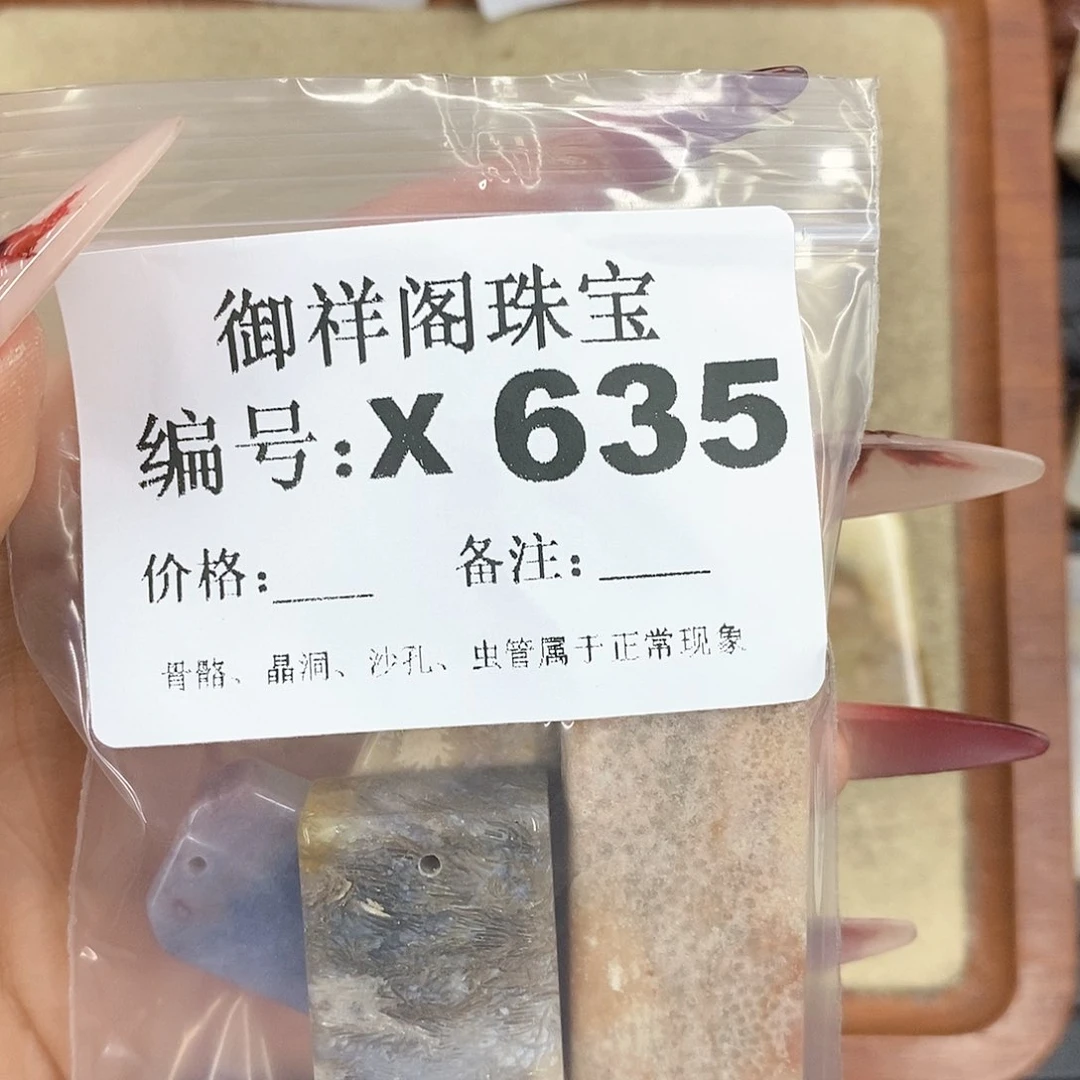 御祥阁珠宝
编号:X 635
价格:____ 备注:____
骨骼、晶洞、沙孔、虫管属于正常现象